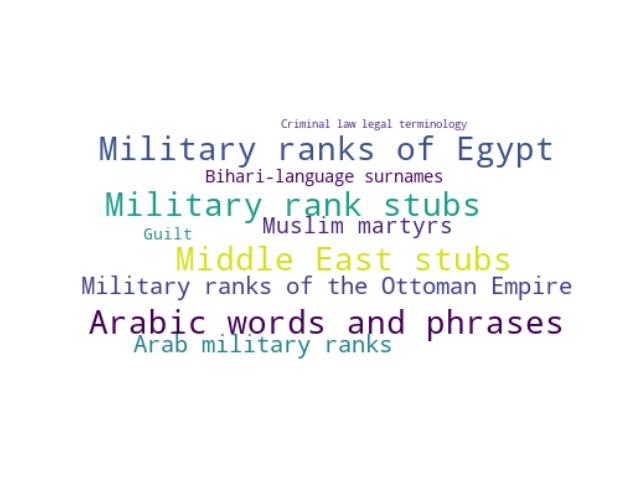 Criminal law legal terminology
Military ranks of Egypt
Bihari-language surnames
Military rank stubs
Muslim martyrs
Guilt
Middle East stubs
Military ranks of the Ottoman Empire
Arabic words and phrases
Arab military ranks